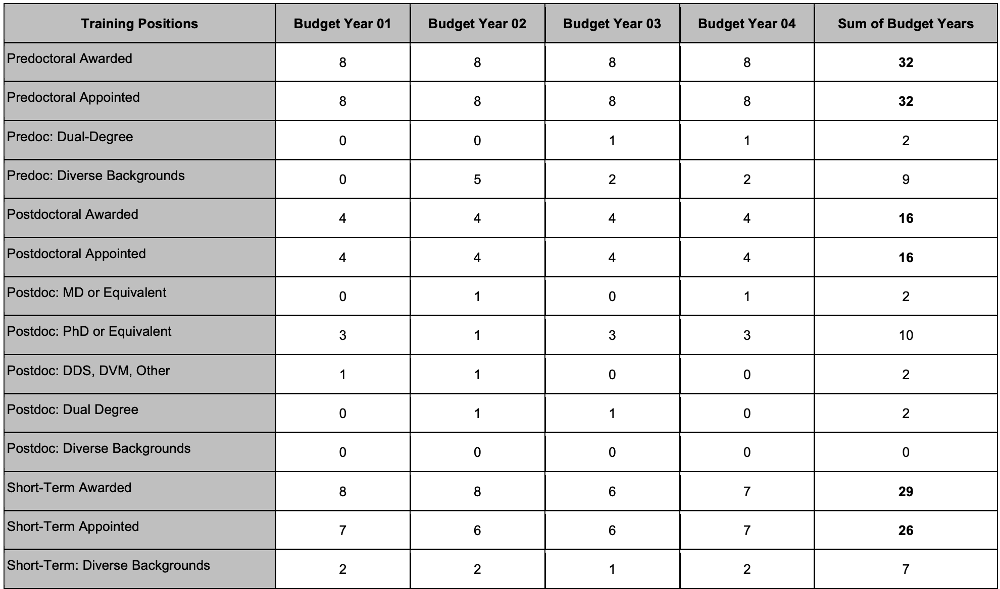 Training Positions Budget Year 01 Budget Year 02 Budget Year 03 Budget Year 04 Sum of Budget Years
Predoctoral Awarded 8 8 8 8 32
Predoctoral Appointed 8 8 8 8 32
Predoc: Dual-Degree 0 0 1 1 2
Predoc: Diverse Backgrounds 0 5 2 2 9
Postdoctoral Awarded 4 4 4 4 16
Postdoctoral Appointed 4 4 4 4 16
Postdoc: MD or Equivalent 0 1 0 1 2
Postdoc: PhD or Equivalent 3 1 3 3 10
Postdoc: DDS, DVM, Other 1 1 0 0 2
Postdoc: Dual Degree 0 1 1 0 2
Postdoc: Diverse Backgrounds 0 0 0 0 0
Short-Term Awarded 8 8 6 7 29
Short-Term Appointed 7 6 6 7 26
Short-Term: Diverse Backgrounds 2 2 1 2 7